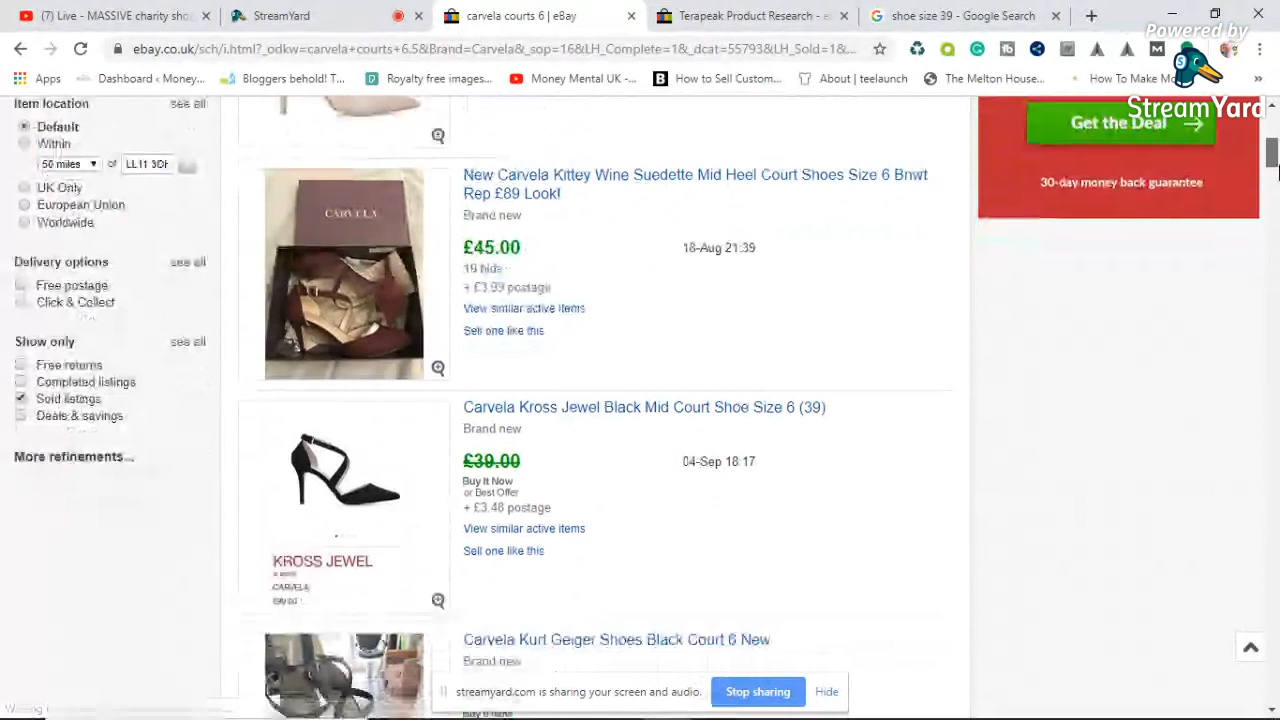 (7) Live - MASSIVE charity sho
StreamYard
carvela courts 6 | eBay
Terapeak Product Research - e
shoe size 39 - Google Search
ebay.co.uk/sch/i.html?_odkw=carvela+courts+6.5&Brand=Carvela&_sop=16&LH_Complete=1&_dcat=55793&LH_Sold=1&...
Powered by
StreamYard
Apps
Dashboard ‹ Money...
Bloggers behold! T...
Royalty free images...
Money Mental UK -...
How to Sell Custom...
About | teelaunch
The Melton House...
How To Make Mo
Item location
see all
Default
Within
50 miles
of
LL11 3DF
UK Only
European Union
Worldwide
Delivery options
see all
Free postage
Click & Collect
Show only
see all
Free returns
Completed listings
Sold listings
Deals & savings
More refinements...
CARVELA
New Carvela Kittey Wine Suedette Mid Heel Court Shoes Size 6 Bnwt
Rep £89 Look!
Brand new
£45.00
18-Aug 21:39
19 bids
+ £3.99 postage
View similar active items
Sell one like this
Carvela Kross Jewel Black Mid Court Shoe Size 6 (39)
Brand new
£39.00
04-Sep 18:17
Buy It Now
or Best Offer
+ £3.48 postage
View similar active items
Sell one like this
KROSS JEWEL
CARVELA
Carvela Kurt Geiger Shoes Black Court 6 New
Brand new
Get the Deal
30-day money back guarantee
streamyard.com is sharing your screen and audio.
Stop sharing
Hide